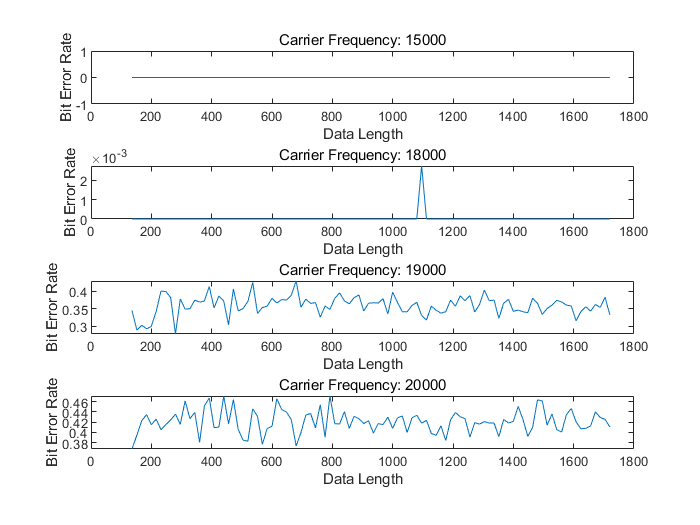 Carrier Frequency: 15000
1
0
-1
Bit Error Rate
0 200 400 600 800 1000 1200 1400 1600 1800
Data Length
Carrier Frequency: 18000
×10-3
2
1
0
Bit Error Rate
0 200 400 600 800 1000 1200 1400 1600 1800
Data Length
Carrier Frequency: 19000
0.4
0.35
0.3
Bit Error Rate
0 200 400 600 800 1000 1200 1400 1600 1800
Data Length
Carrier Frequency: 20000
0.46
0.44
0.42
0.4
0.38
Bit Error Rate
0 200 400 600 800 1000 1200 1400 1600 1800
Data Length